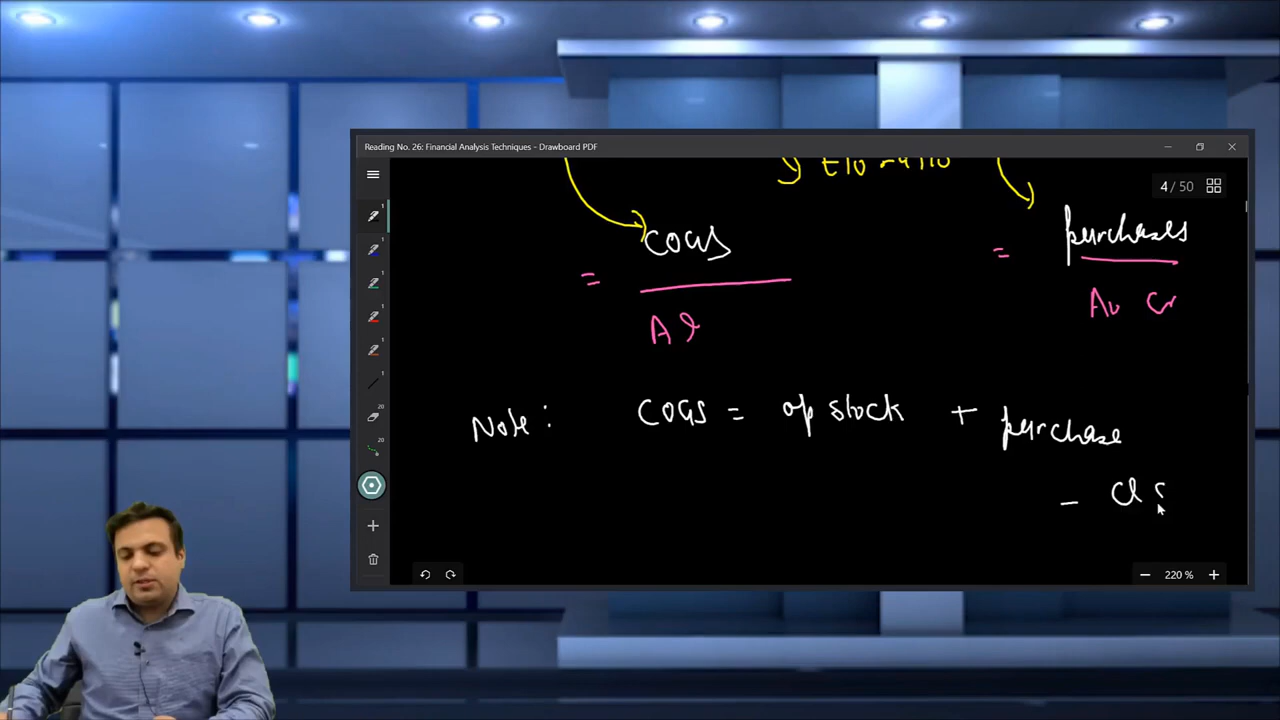 Reading No. 26: Financial Analysis Techniques - Drawboard PDF
4 / 50
t/o ratio
COGS
=
A I
purchases
=
Av Cr
Note: COGS = op stock + purchase
- Cl s
220 %